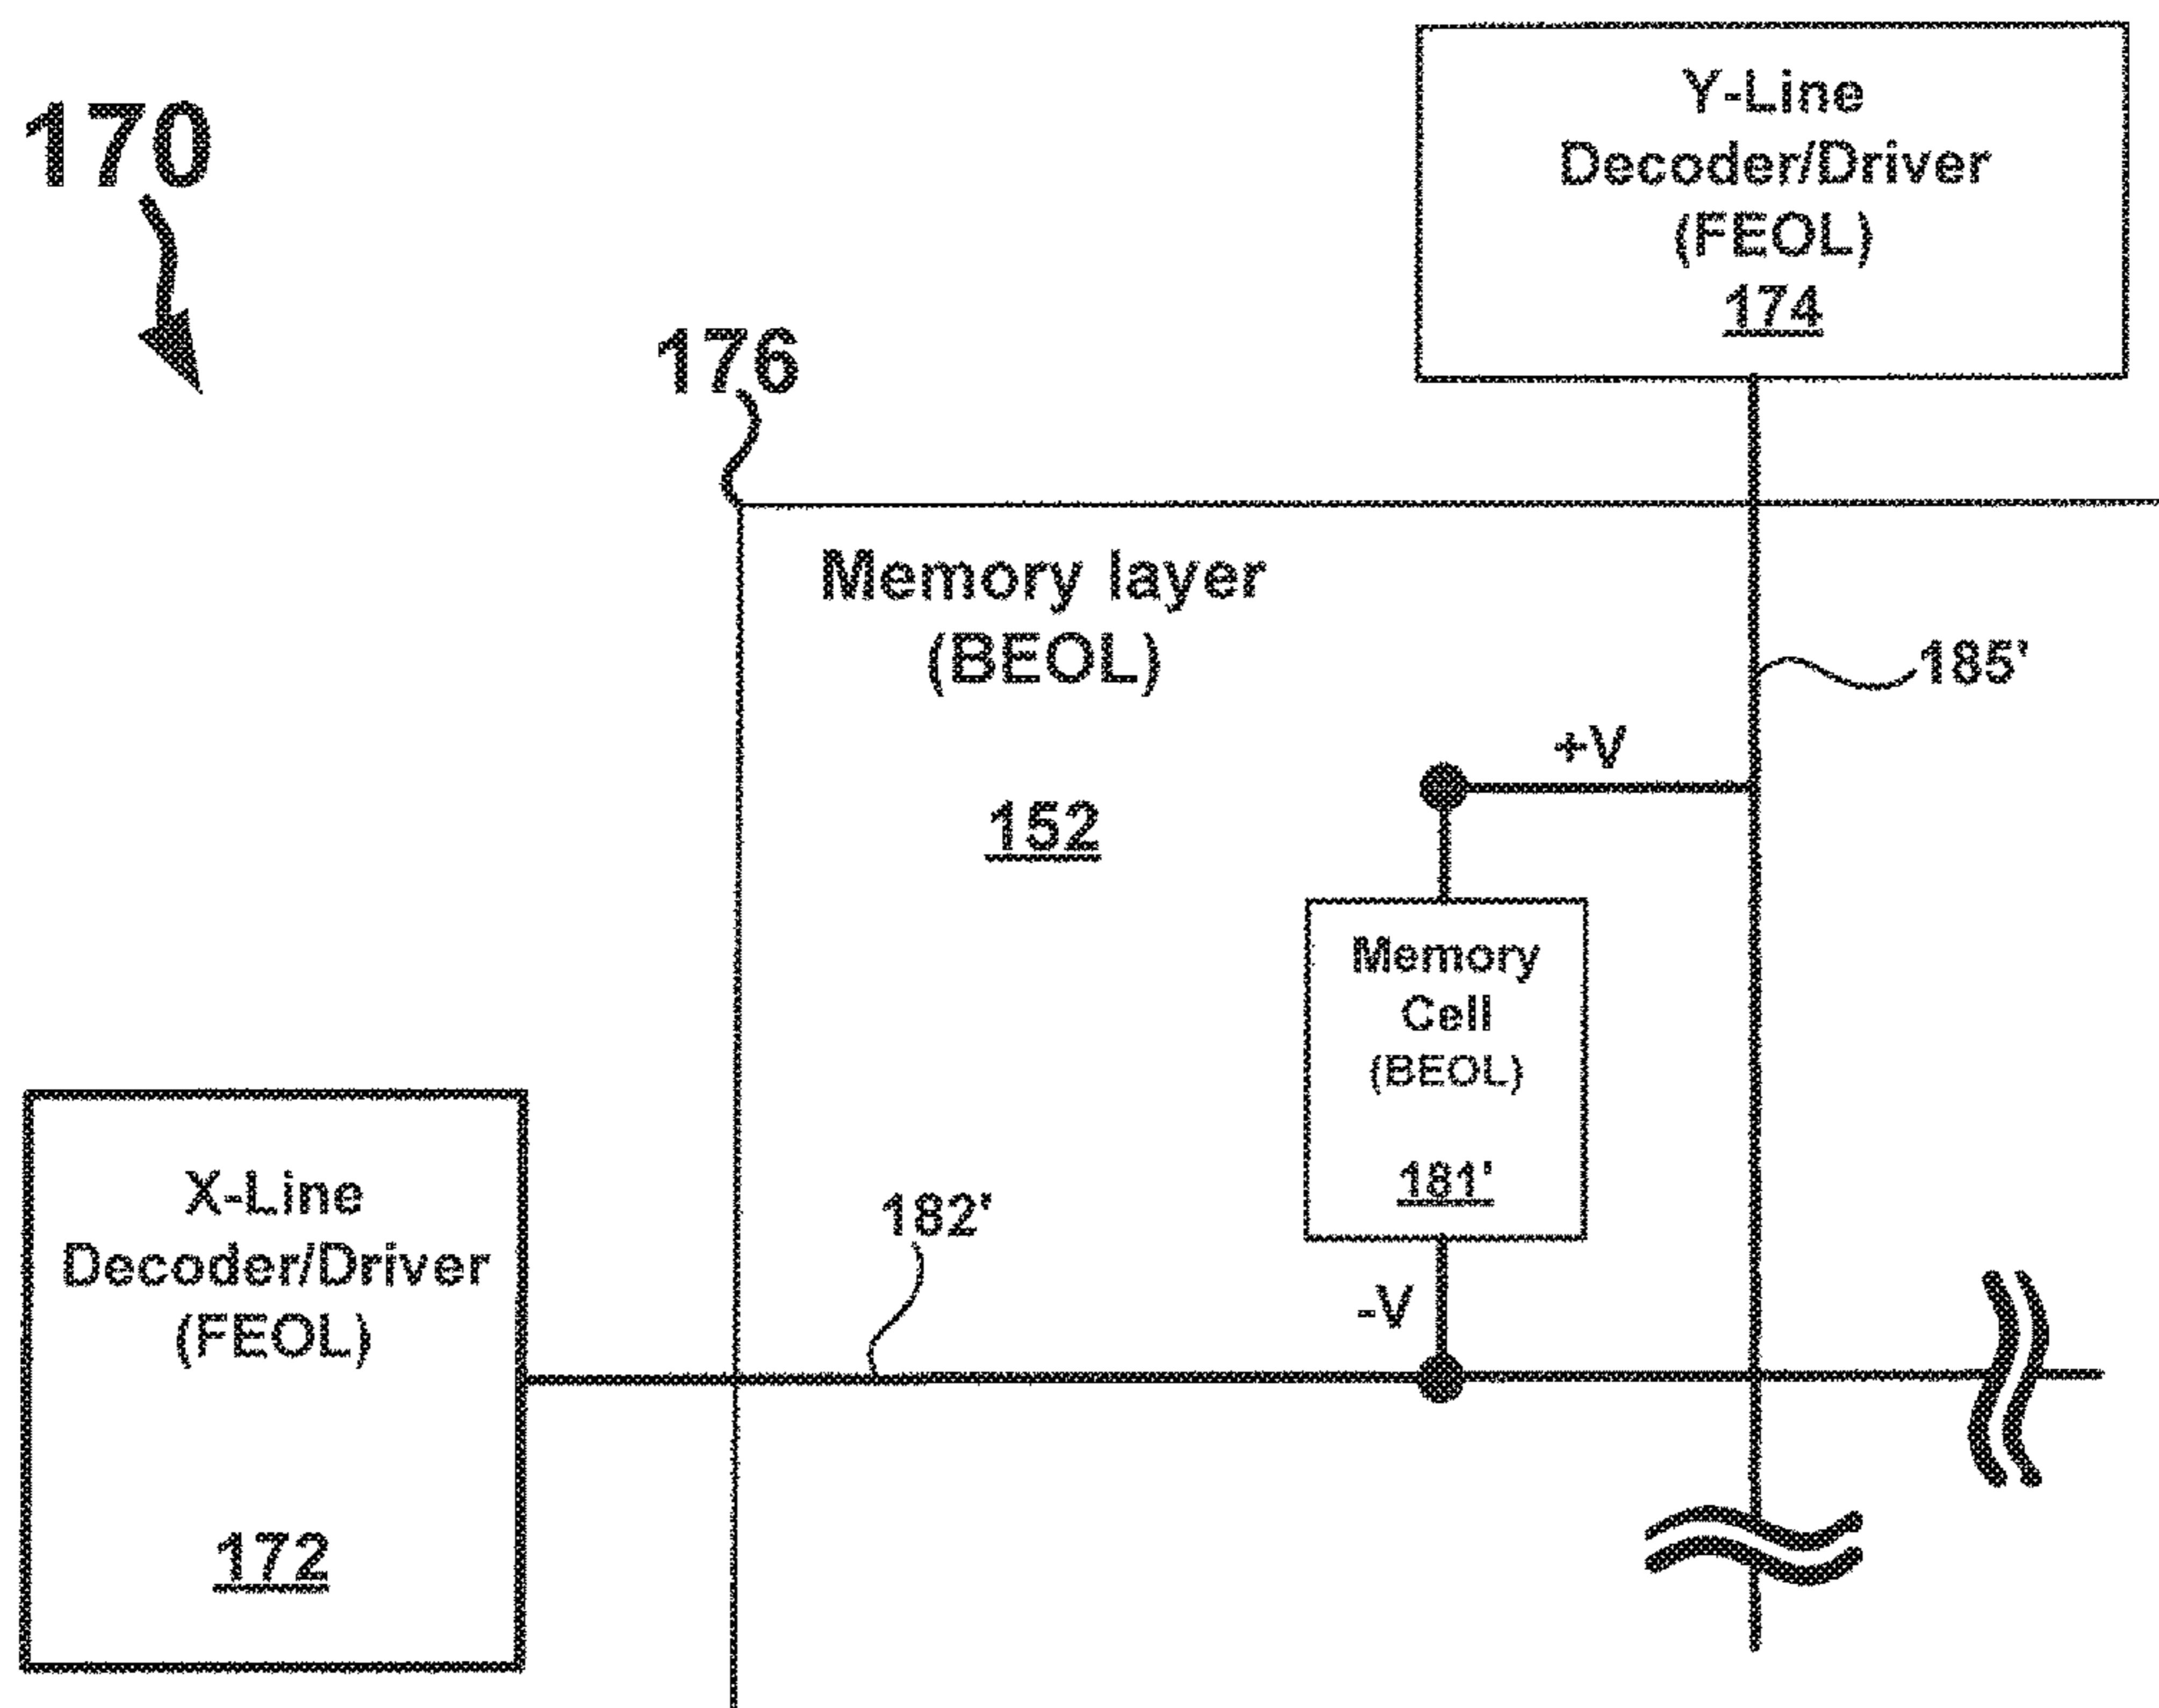 170
Y-Line
Decoder/Driver
(FEOL)
174
176
Memory layer
(BEOL)
152
185'
+V
Memory
Cell
(BEOL)
181'
-V
182'
X-Line
Decoder/Driver
(FEOL)
172